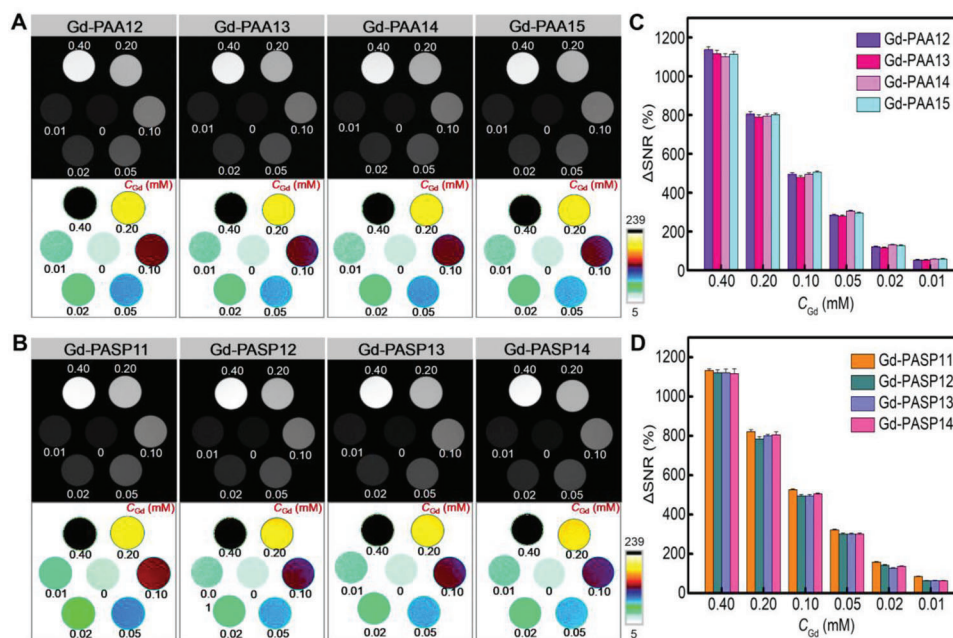 A
Gd-PAA12 Gd-PAA13 Gd-PAA14 Gd-PAA15
0.40 0.20 0.40 0.20 0.40 0.20 0.40 0.20
0.01 0 0.10 0.01 0 0.10 0.01 0 0.10 0.01 0 0.10
0.02 0.05 0.02 0.05 0.02 0.05 0.02 0.05
CGd (mM) CGd (mM) CGd (mM) CGd (mM)
0.40 0.20 0.40 0.20 0.40 0.20 0.40 0.20
239
0.01 0 0.10 0.01 0 0.10 0.01 0 0.10 0.01 0 0.10
0.02 0.05 0.02 0.05 0.02 0.05 0.02 0.05
5
B
Gd-PASP11 Gd-PASP12 Gd-PASP13 Gd-PASP14
0.40 0.20 0.40 0.20 0.40 0.20 0.40 0.20
0.01 0 0.10 0.01 0 0.10 0.01 0 0.10 0.01 0 0.10
0.02 0.05 0.02 0.05 0.02 0.05 0.02 0.05
CGd (mM) CGd (mM) CGd (mM) CGd (mM)
0.40 0.20 0.40 0.20 0.40 0.20 0.40 0.20
239
0.01 0 0.10 0.0 0 0.10 0.01 0 0.10 0.01 0 0.10
1
0.02 0.05 0.02 0.05 0.02 0.05 0.02 0.05
5
C
1200
1000
800
600
400
200
0
ΔSNR (%)
Gd-PAA12
Gd-PAA13
Gd-PAA14
Gd-PAA15
0.40 0.20 0.10 0.05 0.02 0.01
CGd (mM)
D
1200
1000
800
600
400
200
0
ΔSNR (%)
Gd-PASP11
Gd-PASP12
Gd-PASP13
Gd-PASP14
0.40 0.20 0.10 0.05 0.02 0.01
CGd (mM)